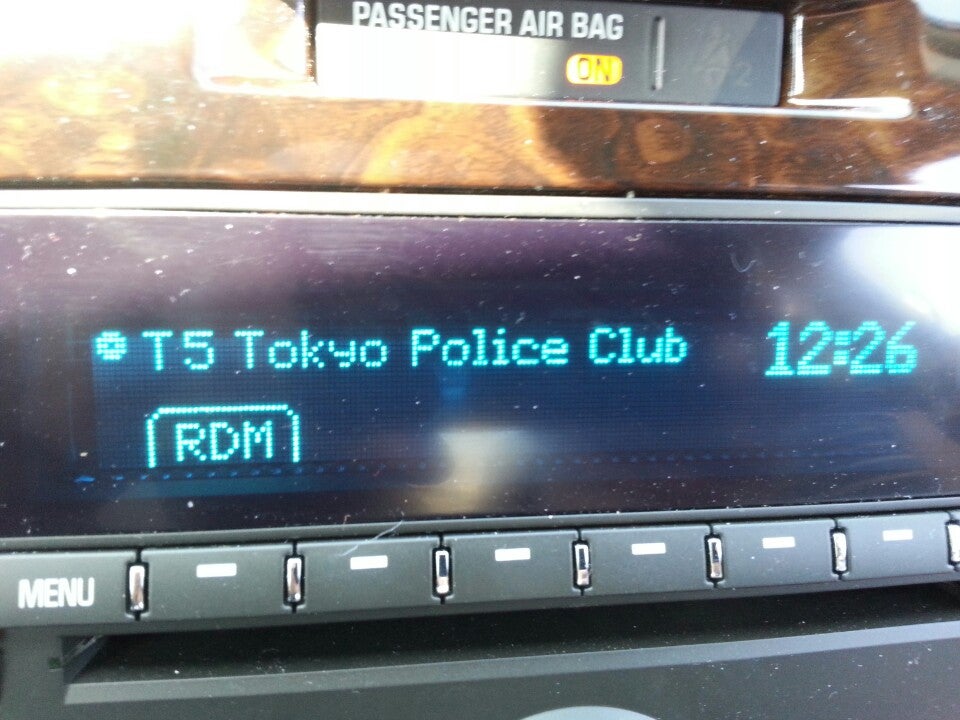 PASSENGER AIR BAG
ON
T5 Tokyo Police Club 12:26
RDM
MENU